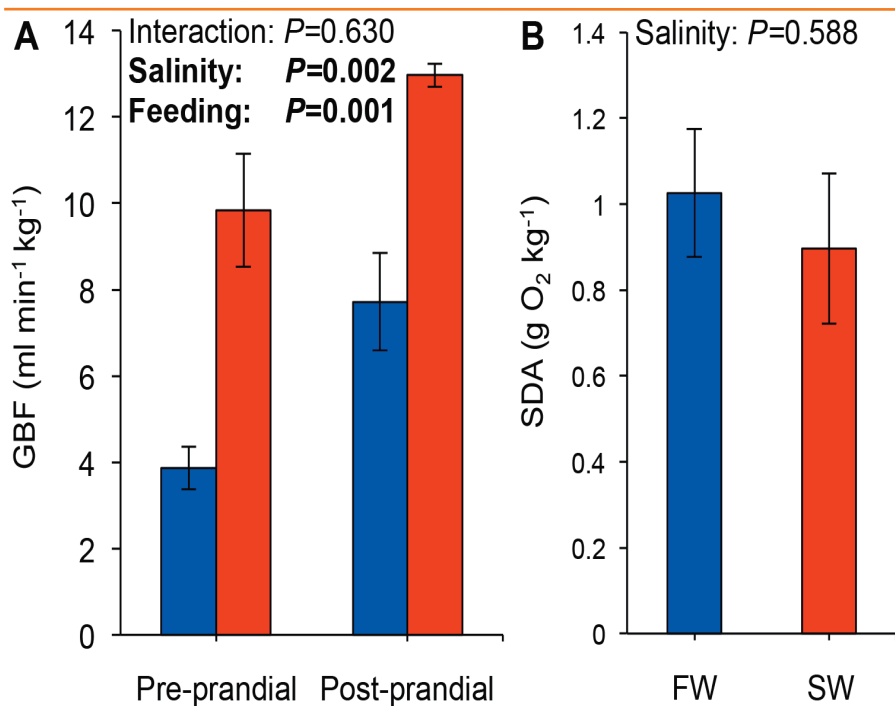 A
Interaction: P=0.630
Salinity: P=0.002
Feeding: P=0.001
GBF (ml min⁻¹ kg⁻¹)
14
12
10
8
6
4
2
0
Pre-prandial Post-prandial
B
Salinity: P=0.588
SDA (g O₂ kg⁻¹)
1.4
1.2
1
0.8
0.6
0.4
0.2
0
FW SW